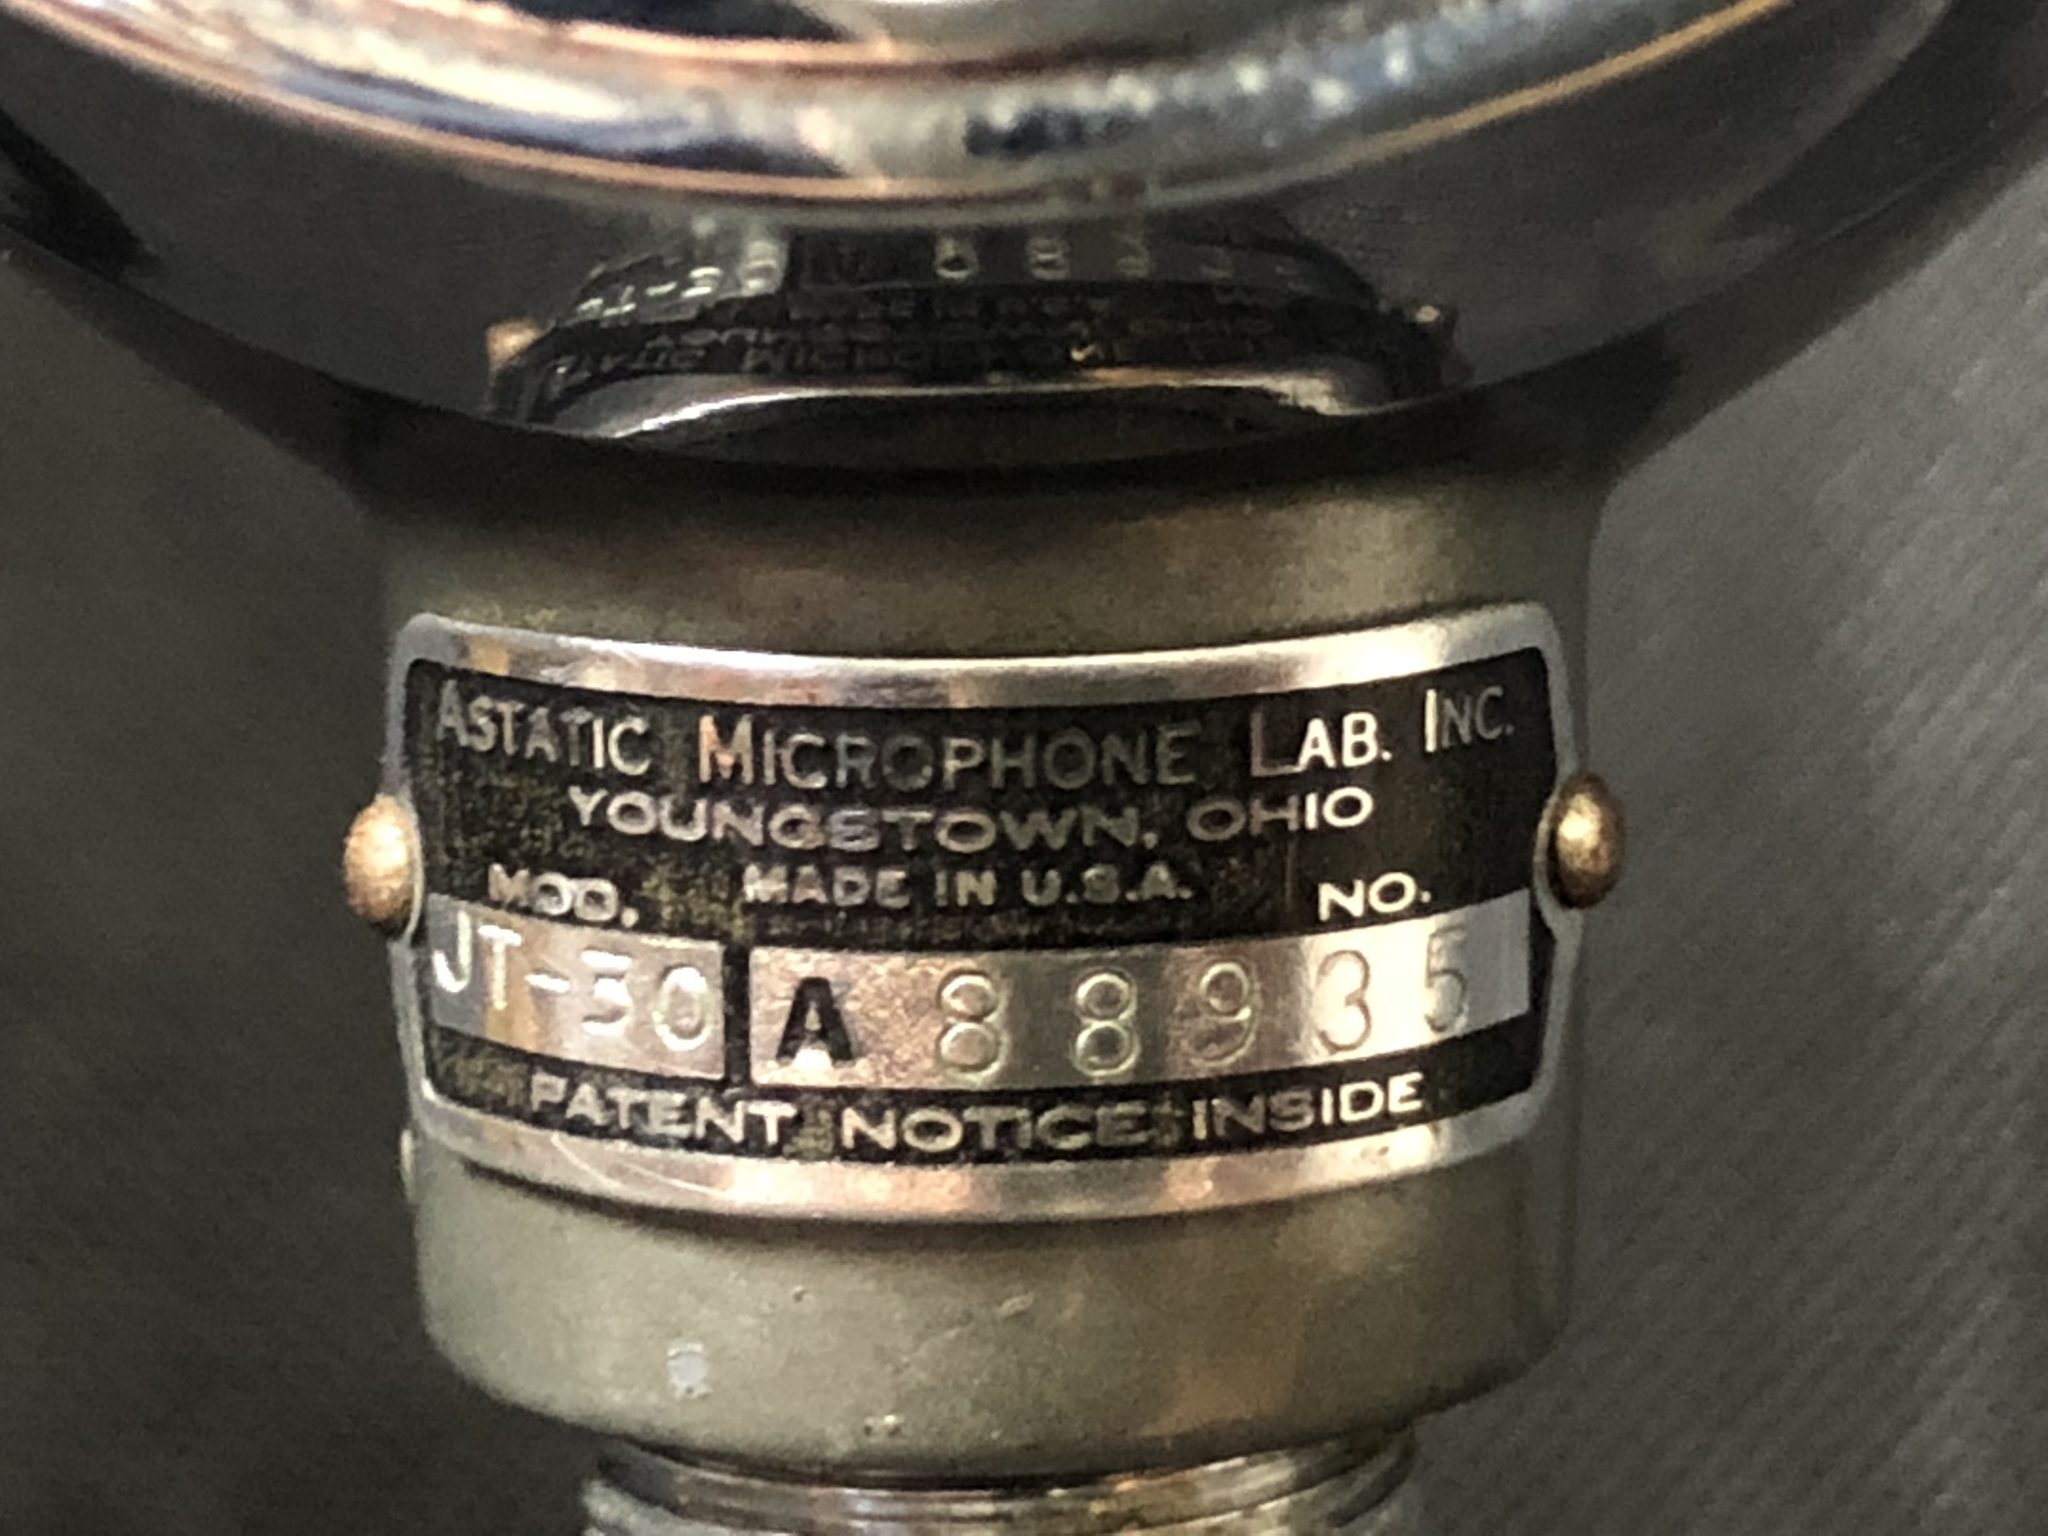 ASTATIC MICROPHONE LAB. INC.
YOUNGSTOWN, OHIO
MOD. MADE IN U.S.A. NO.
JT-30 A 88935
PATENT NOTICE INSIDE